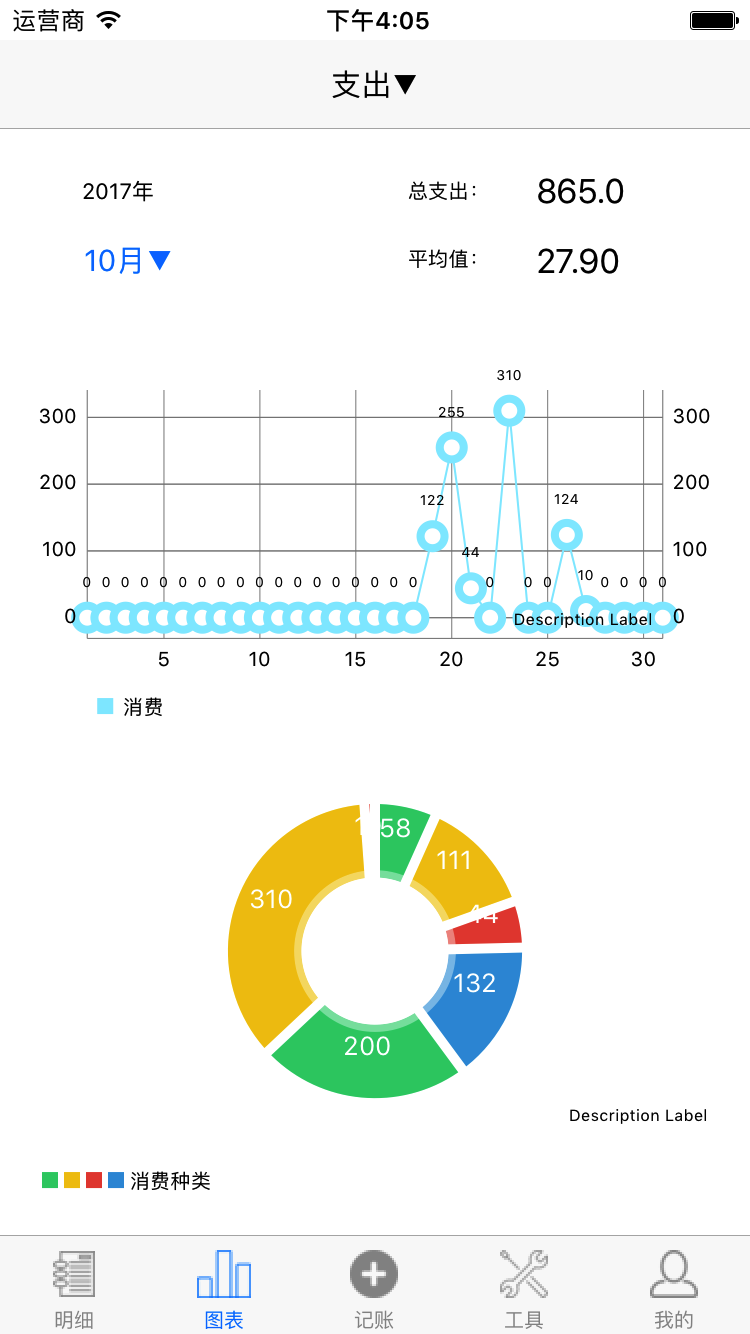 运营商 下午4:05
支出▼
2017年 总支出： 865.0
10月▼ 平均值： 27.90
310
300 255 300
200 122 124 200
100 44 100
0 0 0 0 0 0 0 0 0 0 0 0 0 0 0 0 0 0 0 0 0 10 0 0 0 0
0 Description Label 0
5 10 15 20 25 30
消费
58
111
310
44
132
200
Description Label
消费种类
明细 图表 记账 工具 我的